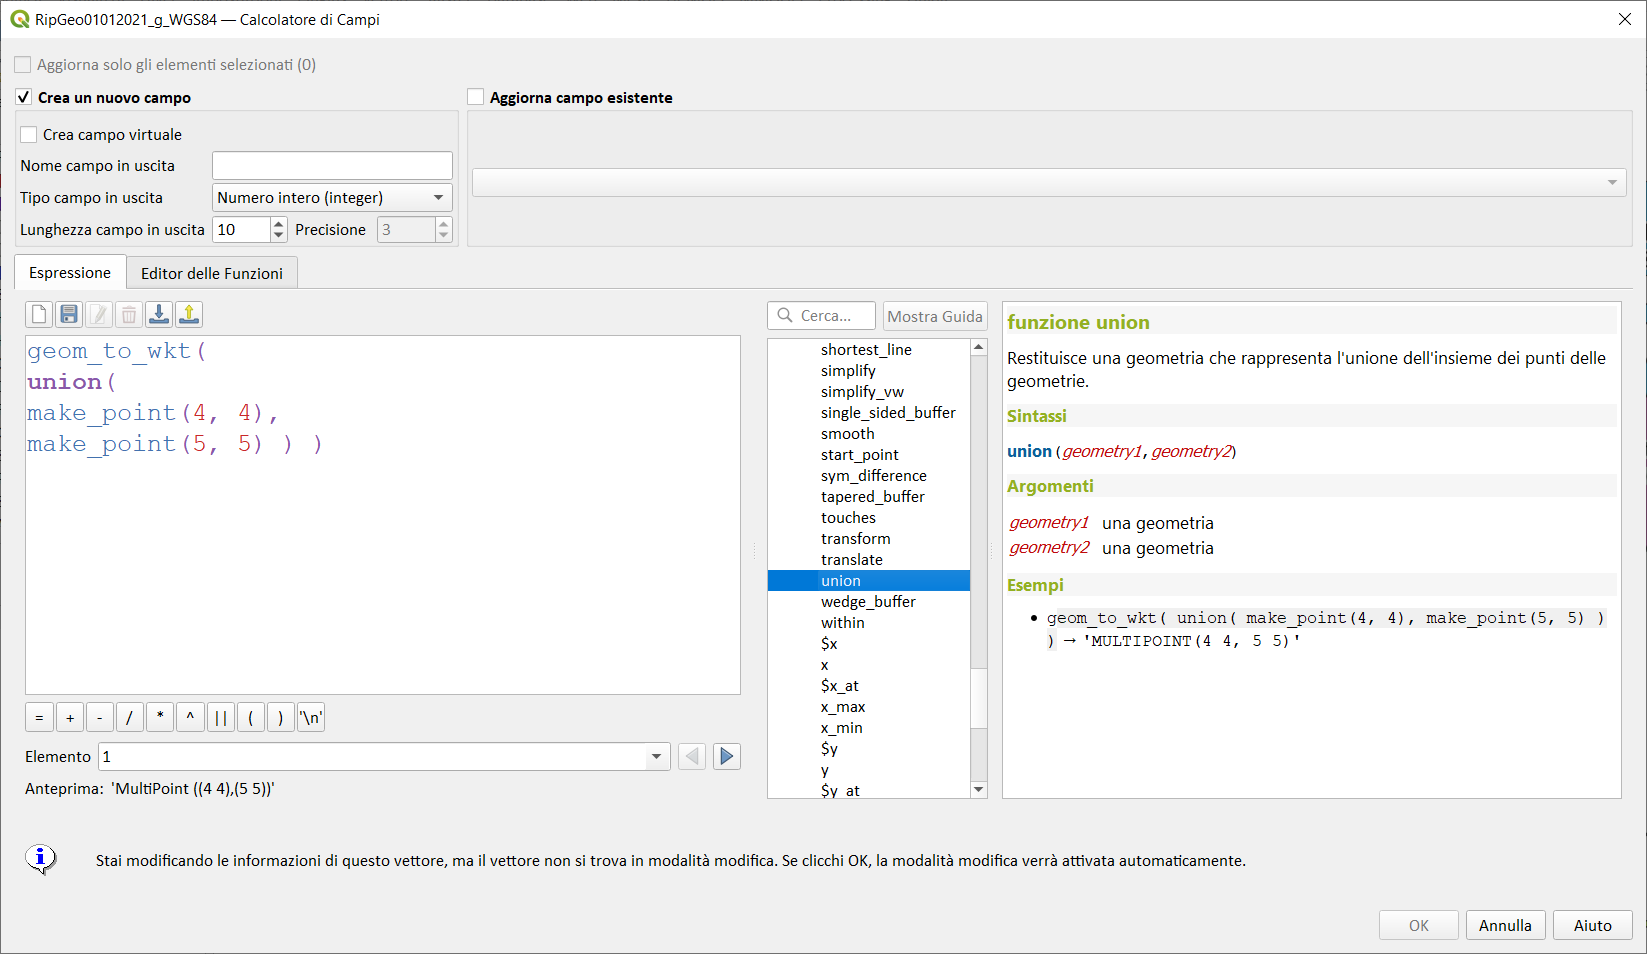 RipGeo01012021_g_WGS84 — Calcolatore di Campi
Aggiorna solo gli elementi selezionati (0)
Crea un nuovo campo
Aggiorna campo esistente
Crea campo virtuale
Nome campo in uscita
Tipo campo in uscita Numero intero (integer)
Lunghezza campo in uscita 10 Precisione 3
Espressione Editor delle Funzioni
geom_to_wkt(
union(
make_point(4, 4),
make_point(5, 5) ) )
= + - / * ^ || ( ) '\n'
Elemento 1
Anteprima: 'MultiPoint ((4 4),(5 5))'
Cerca... Mostra Guida
shortest_line
simplify
simplify_vw
single_sided_buffer
smooth
start_point
sym_difference
tapered_buffer
touches
transform
translate
union
wedge_buffer
within
$x
x
$x_at
x_max
x_min
$y
y
$y_at
funzione union
Restituisce una geometria che rappresenta l'unione dell'insieme dei punti delle
geometrie.
Sintassi
union(geometry1,geometry2)
Argomenti
geometry1 una geometria
geometry2 una geometria
Esempi
• geom_to_wkt( union( make_point(4, 4), make_point(5, 5) )
) → 'MULTIPOINT(4 4, 5 5)'
Stai modificando le informazioni di questo vettore, ma il vettore non si trova in modalità modifica. Se clicchi OK, la modalità modifica verrà attivata automaticamente.
OK Annulla Aiuto